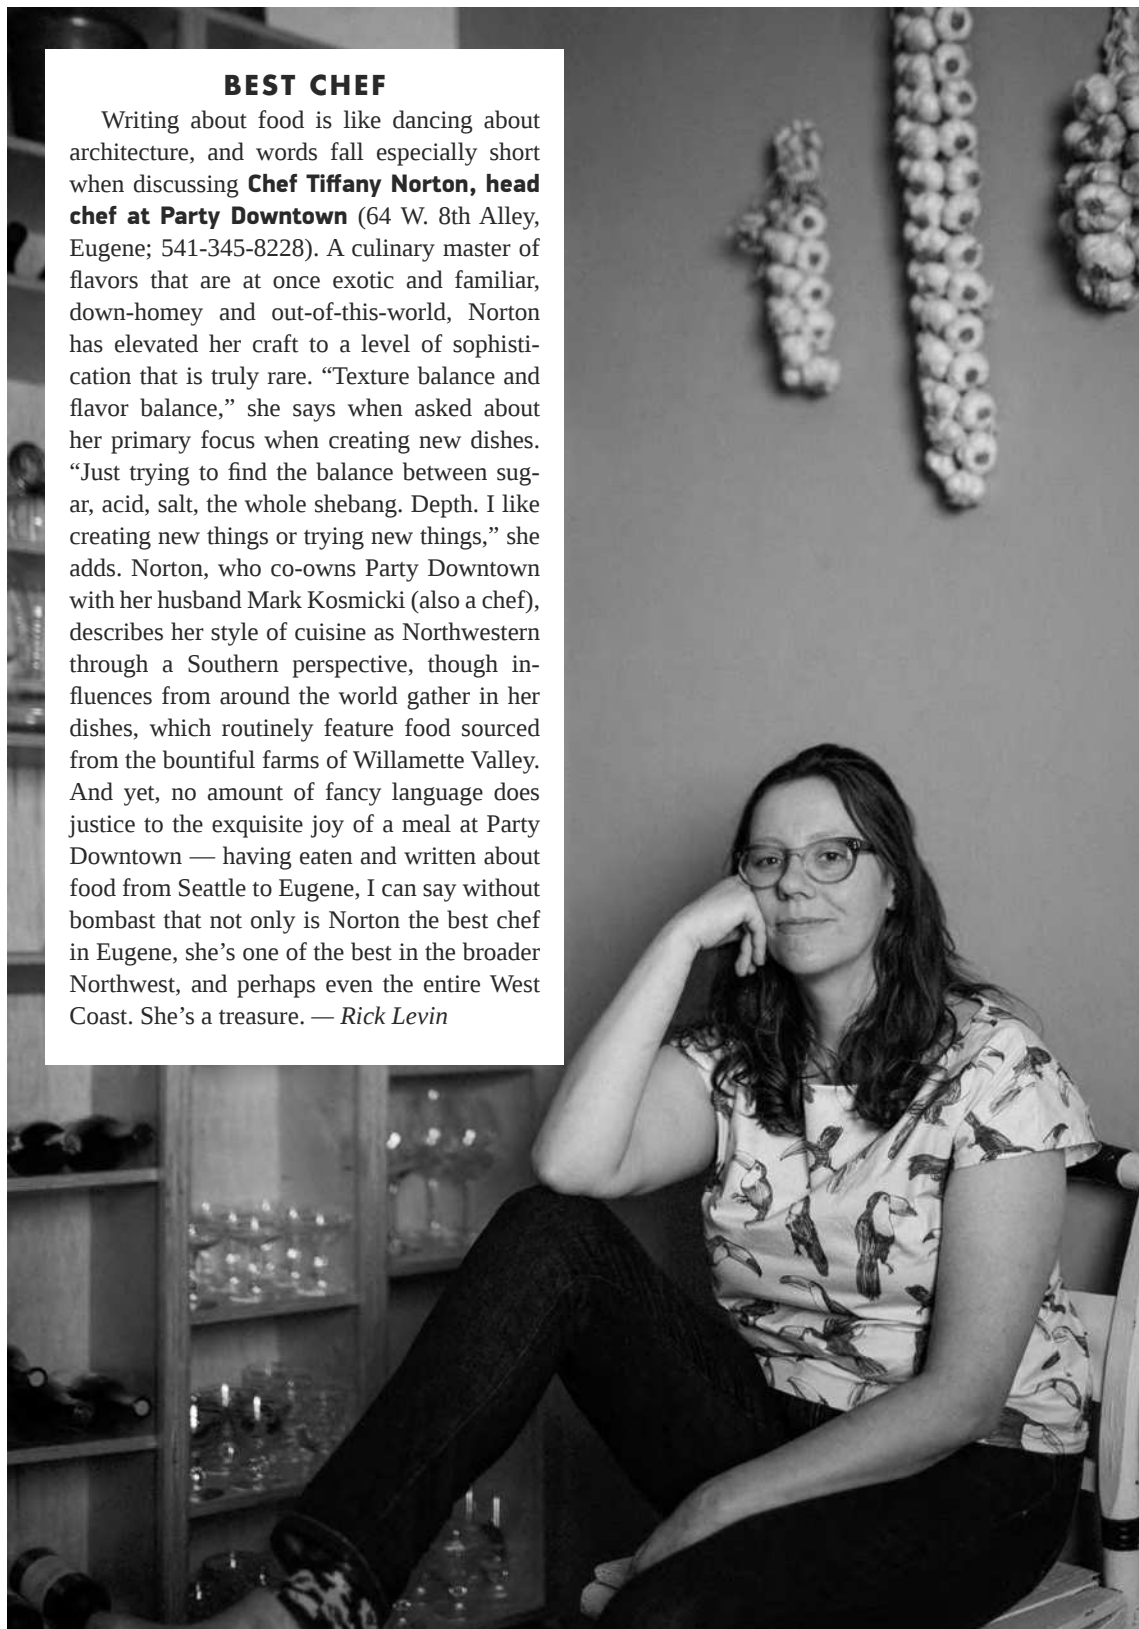 BEST CHEF
Writing about food is like dancing about
architecture, and words fall especially short
when discussing Chef Tiffany Norton, head
chef at Party Downtown (64 W. 8th Alley,
Eugene; 541-345-8228). A culinary master of
flavors that are at once exotic and familiar,
down-homey and out-of-this-world, Norton
has elevated her craft to a level of sophisti-
cation that is truly rare. “Texture balance and
flavor balance,” she says when asked about
her primary focus when creating new dishes.
“Just trying to find the balance between sug-
ar, acid, salt, the whole shebang. Depth. I like
creating new things or trying new things,” she
adds. Norton, who co-owns Party Downtown
with her husband Mark Kosmicki (also a chef),
describes her style of cuisine as Northwestern
through a Southern perspective, though in-
fluences from around the world gather in her
dishes, which routinely feature food sourced
from the bountiful farms of Willamette Valley.
And yet, no amount of fancy language does
justice to the exquisite joy of a meal at Party
Downtown — having eaten and written about
food from Seattle to Eugene, I can say without
bombast that not only is Norton the best chef
in Eugene, she’s one of the best in the broader
Northwest, and perhaps even the entire West
Coast. She’s a treasure. — Rick Levin